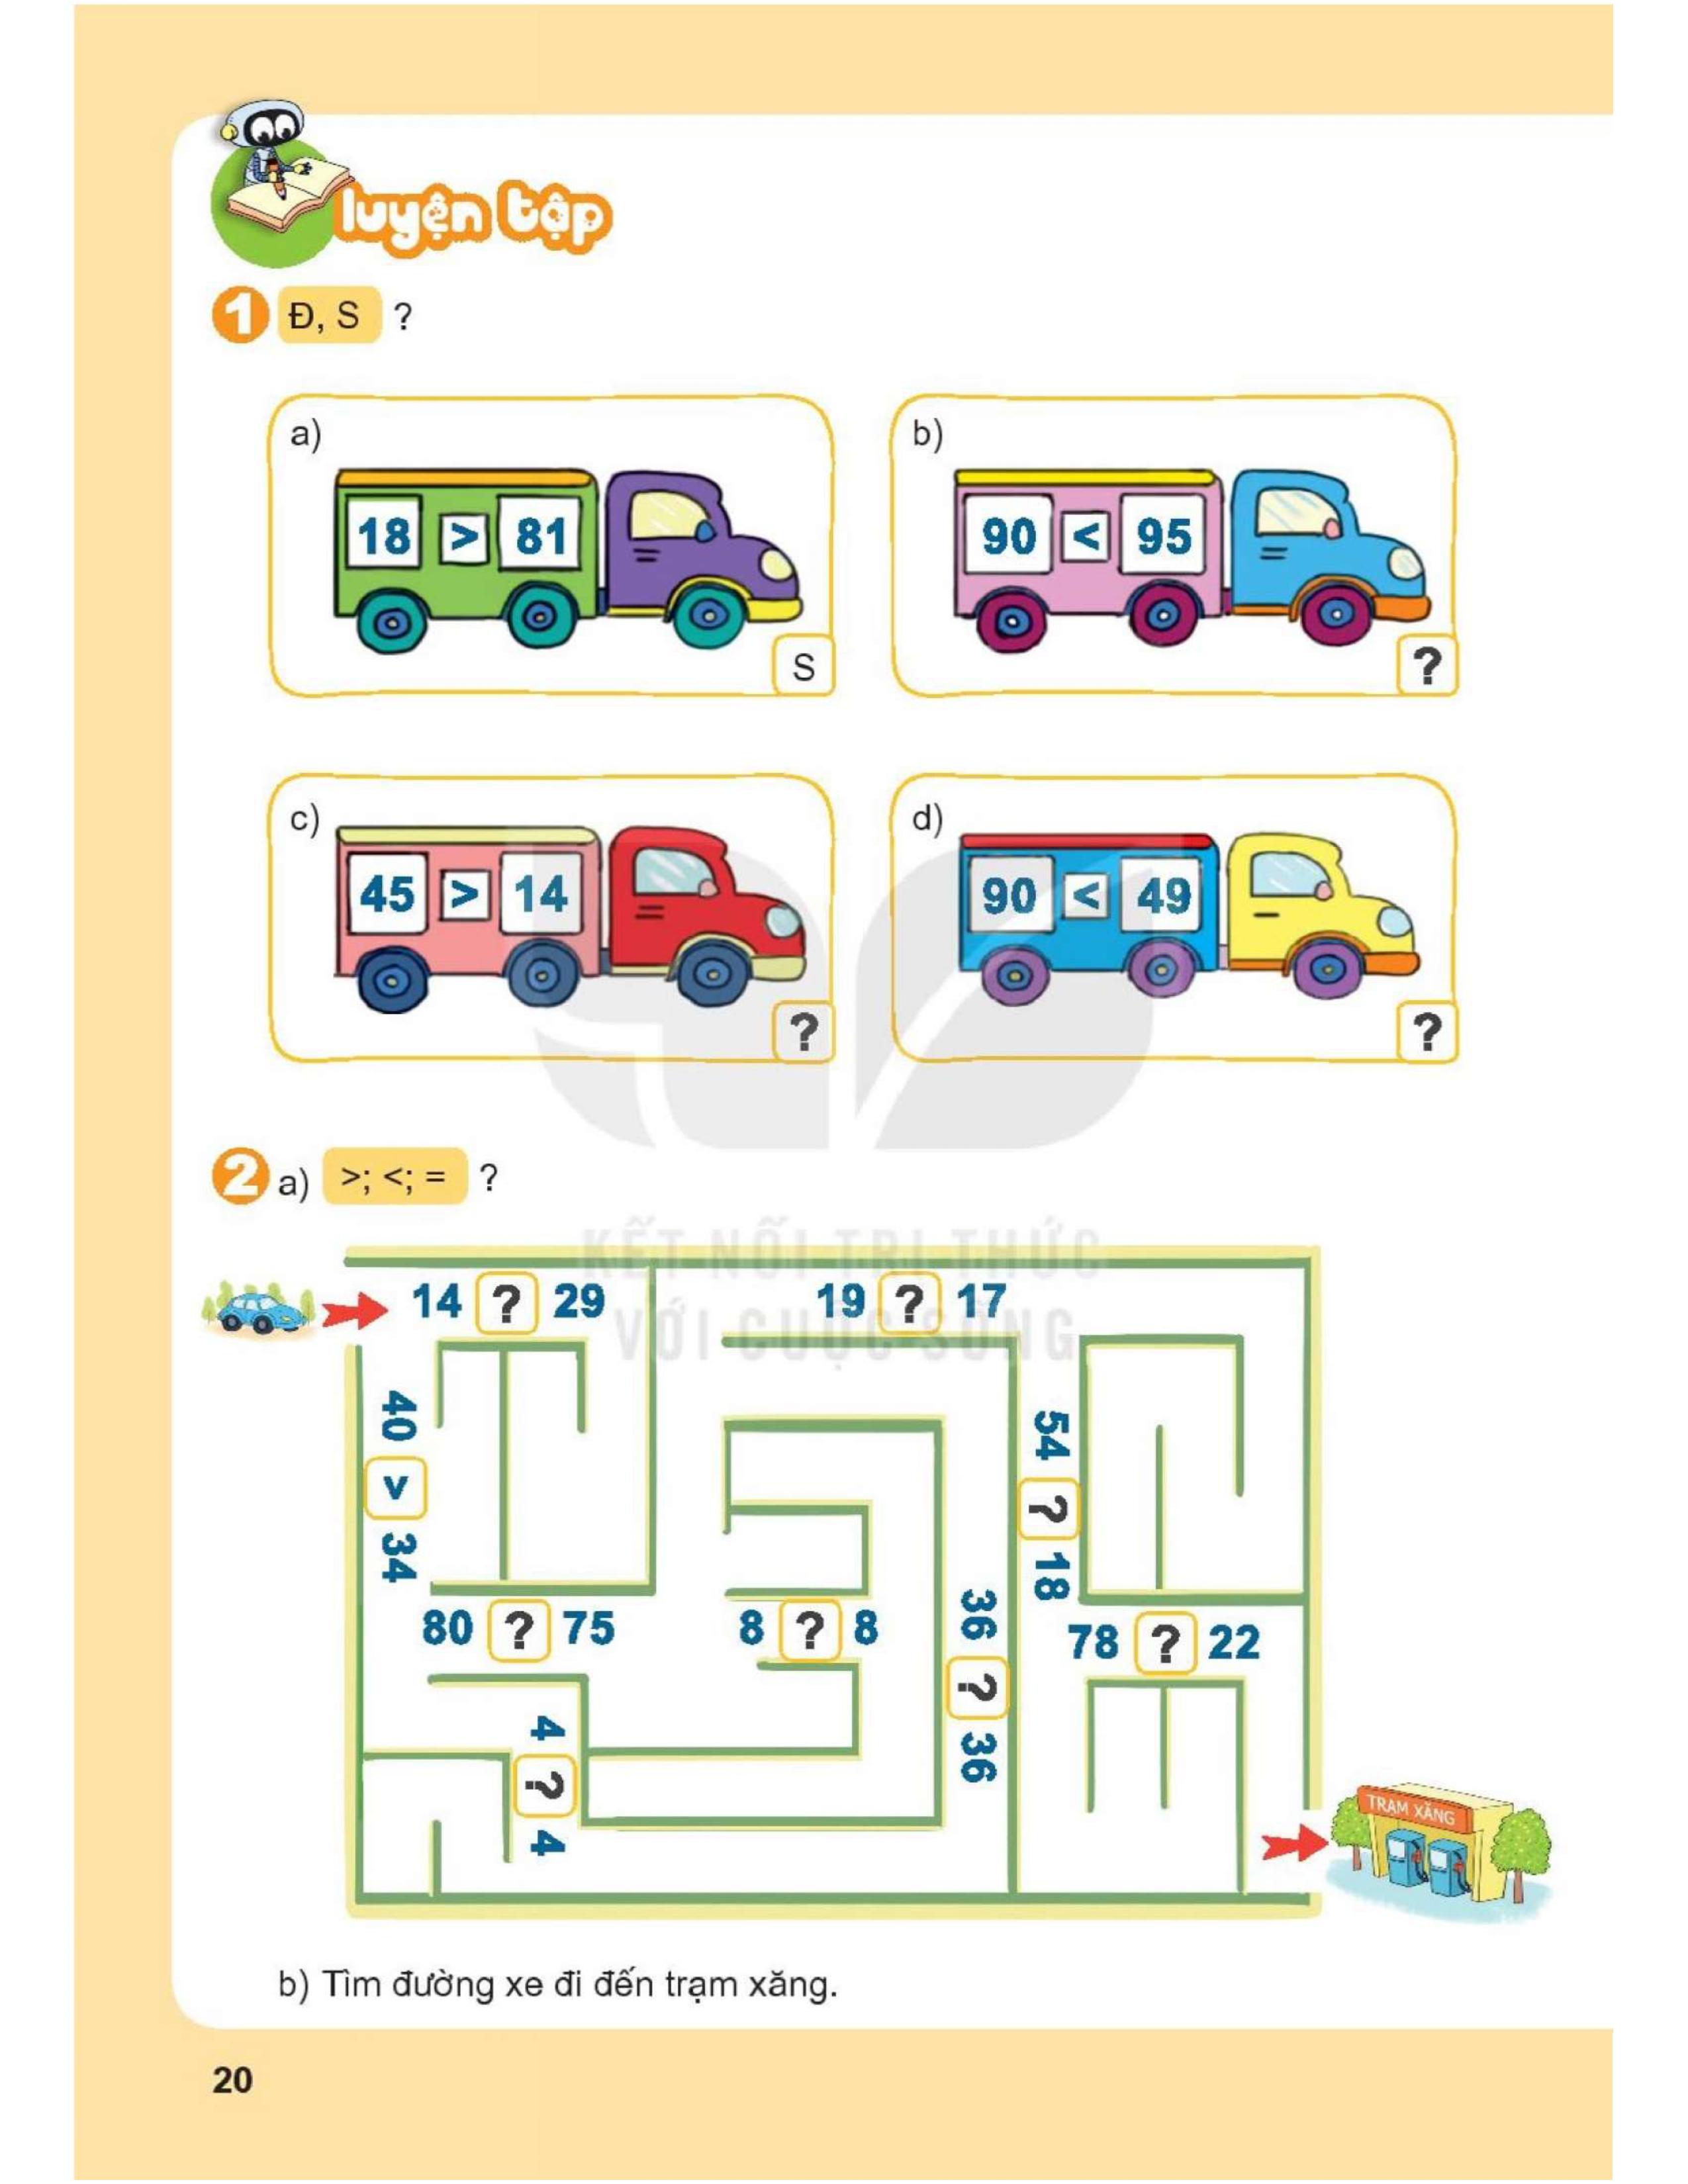 luyện tập
1 Đ, S ?
a)
18 > 81
S
b)
90 < 95
?
c)
45 > 14
?
d)
90 < 49
?
2 a) >; <; = ?
KẾT NỐI TRI THỨC
VỚI CUỘC SỐNG
14 ? 29
19 ? 17
40 > 34
54 ? 18
80 ? 75
8 ? 8
36 ? 36
78 ? 22
4 ? 4
TRẠM XĂNG
b) Tìm đường xe đi đến trạm xăng.
20